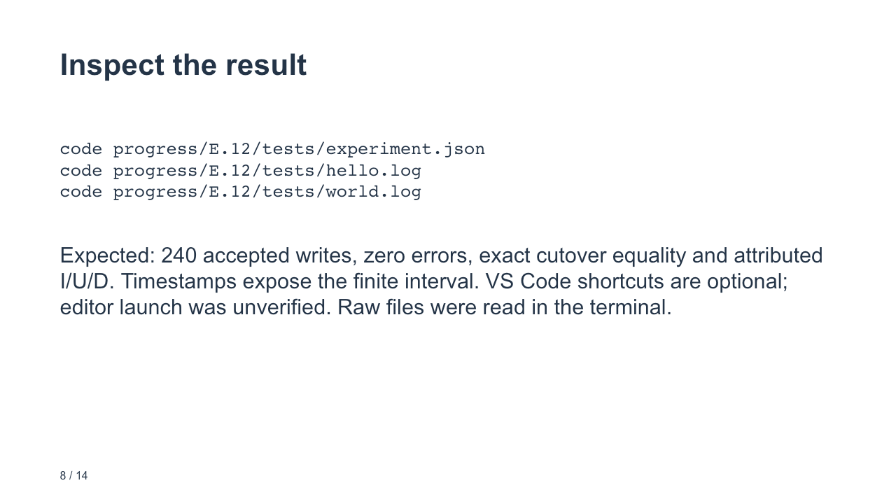 Inspect the result
code progress/E.12/tests/experiment.json
code progress/E.12/tests/hello.log
code progress/E.12/tests/world.log
Expected: 240 accepted writes, zero errors, exact cutover equality and attributed
I/U/D. Timestamps expose the finite interval. VS Code shortcuts are optional;
editor launch was unverified. Raw files were read in the terminal.
8 / 14